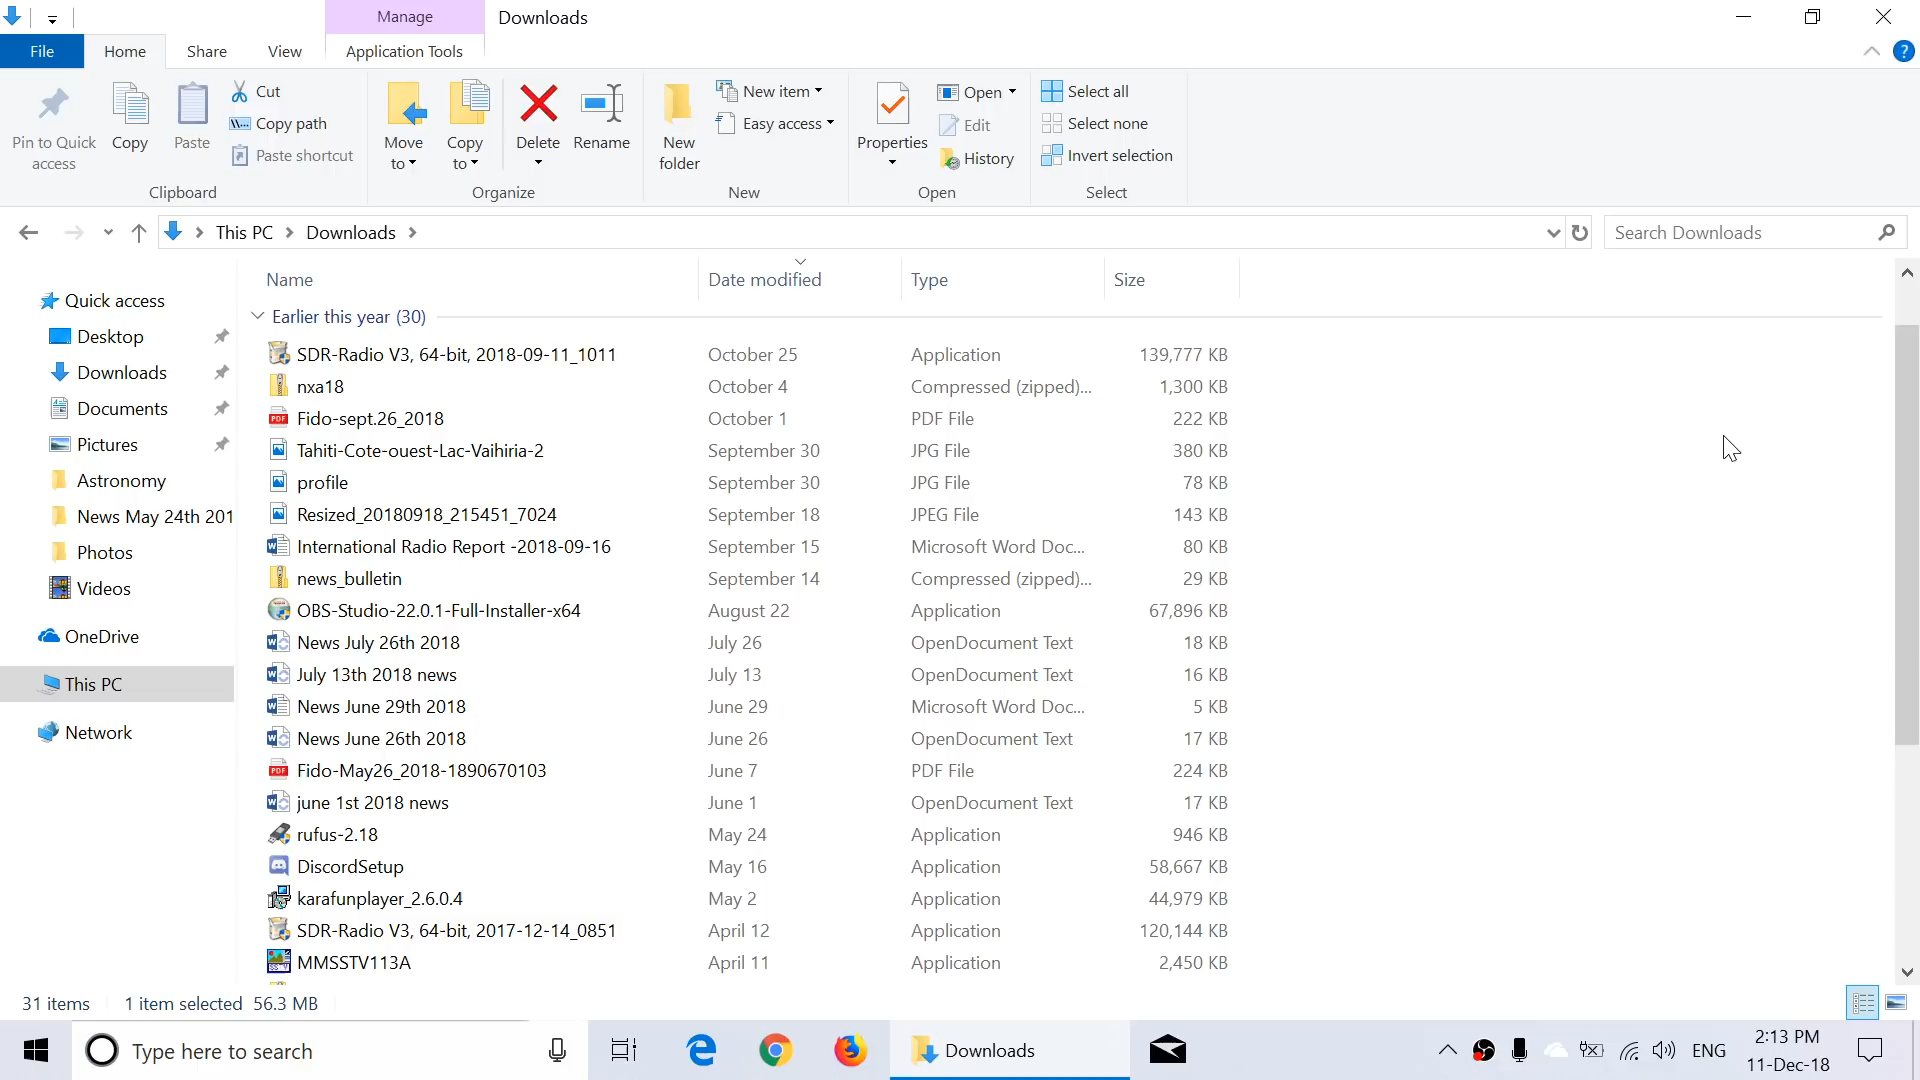 Manage
Downloads
File
Home
Share
View
Application Tools
Pin to Quick access
Copy
Paste
Cut
Copy path
Paste shortcut
Clipboard
Move to
Copy to
Delete
Rename
Organize
New folder
New item
Easy access
New
Properties
Open
Edit
History
Open
Select all
Select none
Invert selection
Select
This PC > Downloads >
Search Downloads
Name Date modified Type Size
Quick access
Desktop
Downloads
Documents
Pictures
Astronomy
News May 24th 201
Photos
Videos
OneDrive
This PC
Network
Earlier this year (30)
SDR-Radio V3, 64-bit, 2018-09-11_1011 October 25 Application 139,777 KB
nxa18 October 4 Compressed (zipped)... 1,300 KB
Fido-sept.26_2018 October 1 PDF File 222 KB
Tahiti-Cote-ouest-Lac-Vaihiria-2 September 30 JPG File 380 KB
profile September 30 JPG File 78 KB
Resized_20180918_215451_7024 September 18 JPEG File 143 KB
International Radio Report -2018-09-16 September 15 Microsoft Word Doc... 80 KB
news_bulletin September 14 Compressed (zipped)... 29 KB
OBS-Studio-22.0.1-Full-Installer-x64 August 22 Application 67,896 KB
News July 26th 2018 July 26 OpenDocument Text 18 KB
July 13th 2018 news July 13 OpenDocument Text 16 KB
News June 29th 2018 June 29 Microsoft Word Doc... 5 KB
News June 26th 2018 June 26 OpenDocument Text 17 KB
Fido-May26_2018-1890670103 June 7 PDF File 224 KB
june 1st 2018 news June 1 OpenDocument Text 17 KB
rufus-2.18 May 24 Application 946 KB
DiscordSetup May 16 Application 58,667 KB
karafunplayer_2.6.0.4 May 2 Application 44,979 KB
SDR-Radio V3, 64-bit, 2017-12-14_0851 April 12 Application 120,144 KB
MMSSTV113A April 11 Application 2,450 KB
31 items 1 item selected 56.3 MB
Type here to search
Downloads
ENG
2:13 PM
11-Dec-18